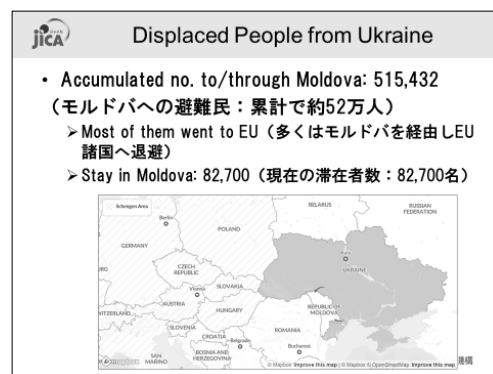 JICA
Displaced People from Ukraine
• Accumulated no. to/through Moldova: 515,432
（モルドバへの避難民：累計で約52万人）
➤Most of them went to EU（多くはモルドバを経由しEU
諸国へ退避）
➤Stay in Moldova: 82,700（現在の滞在者数：82,700名）
Schengen Area
BELARUS
RUSSIAN
FEDERATION
Berlin
POLAND
GERMANY
Kyiv
UKRAINE
CZECH
REPUBLIC
SLOVAKIA
Vienna
AUSTRIA
HUNGARY
REPUBLIC OF
MOLDOVA
SLOVENIA
ROMANIA
CROATIA
Belgrade
Bucharest
BOSNIA AND
HERZEGOVINA
SAN
MARINO
© Mapbox Improve this map | © Mapbox © OpenStreetMap Improve this map
機構